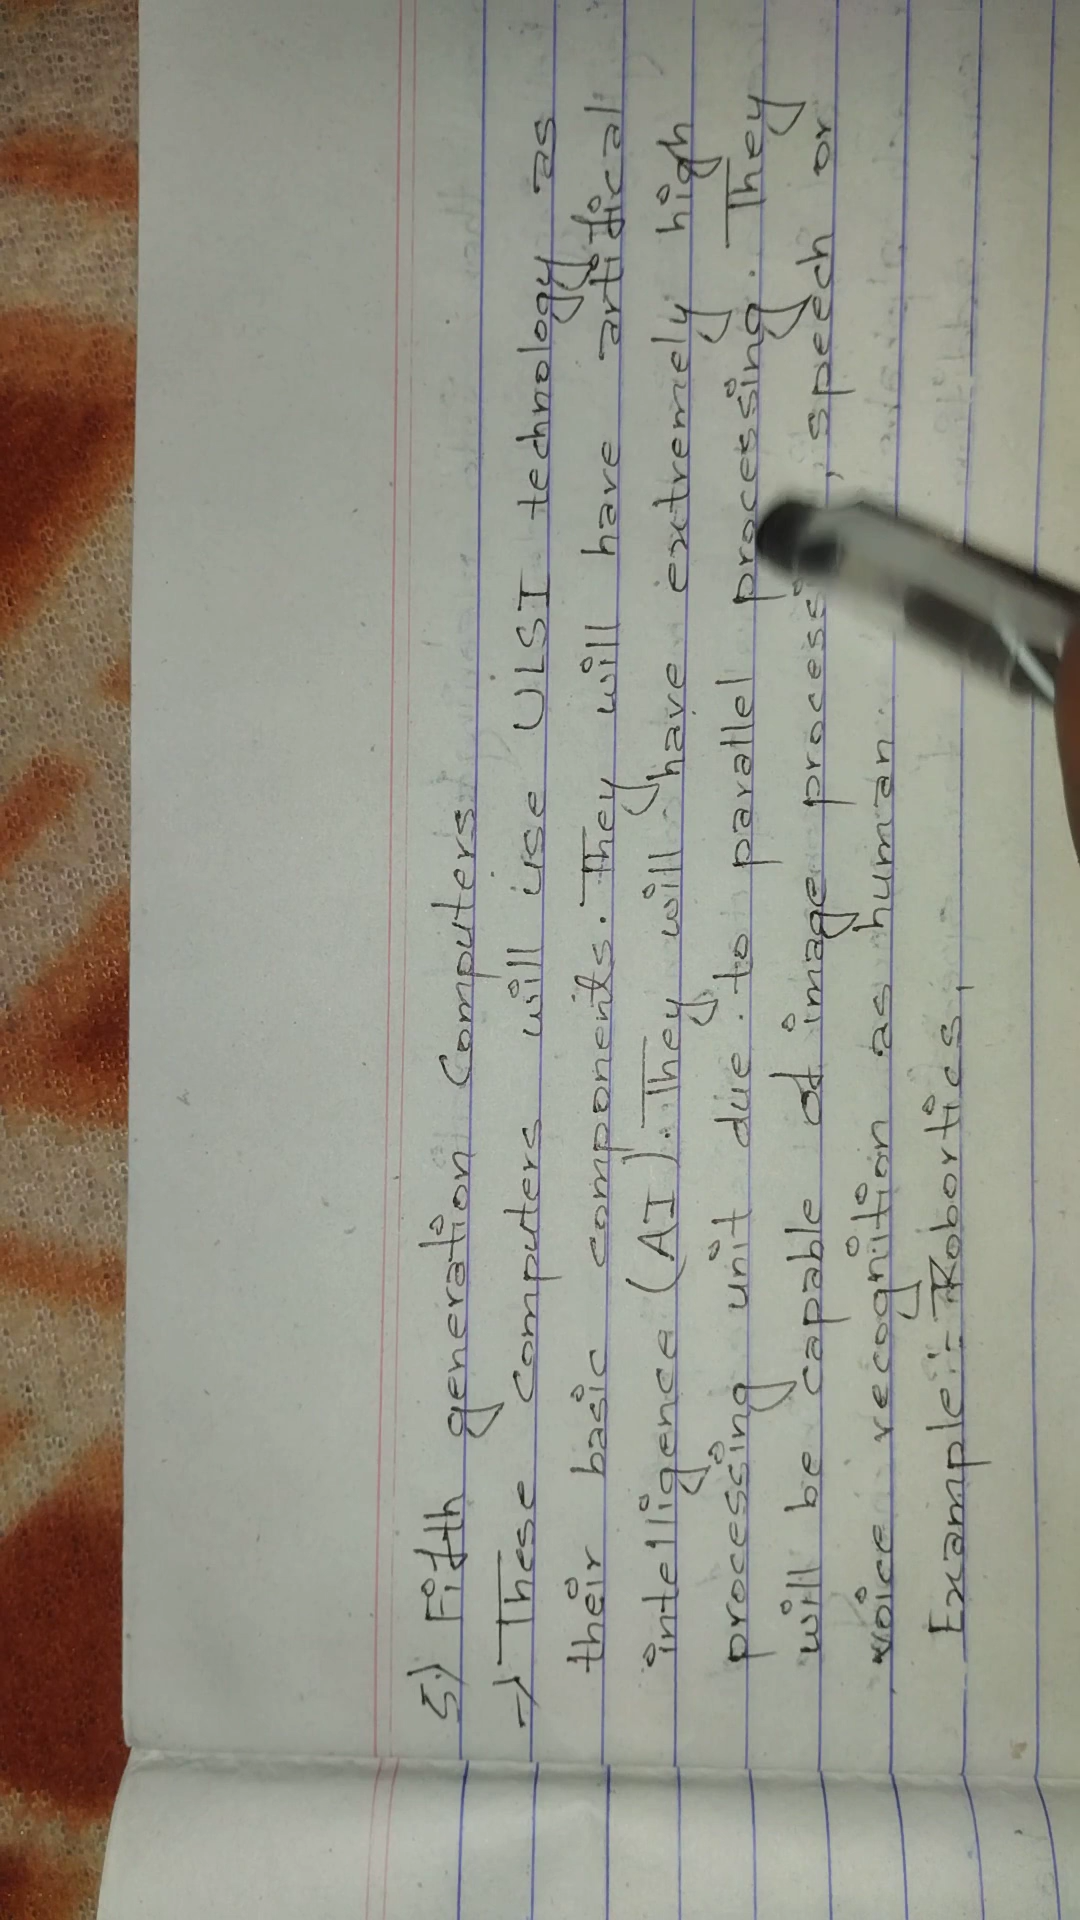 5) Fifth generation Computers
→ These Computers will use ULSI technology as
their basic components. They will have artifical
intelligence (AI). They will have extremely high
processing unit due to parallel processing. They
will be capable of image , speech or
voice recognition as human.
Example:- Robortics,